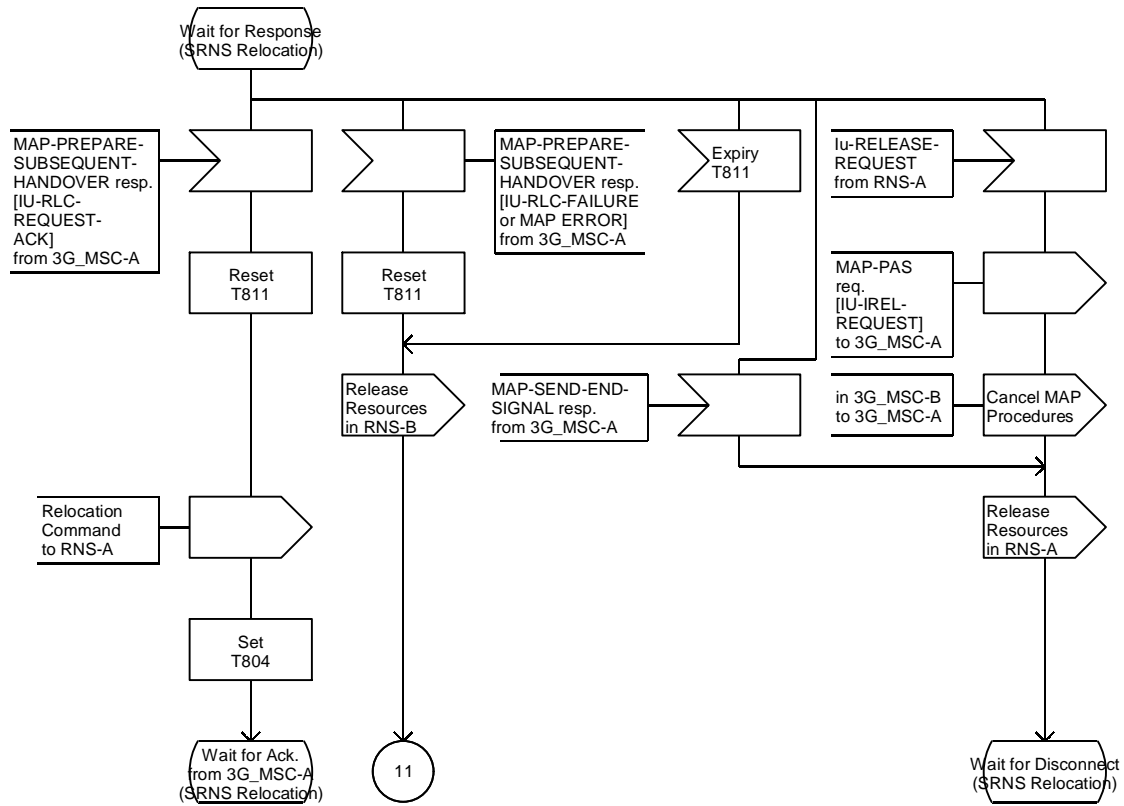 Wait for Response
(SRNS Relocation)
MAP-PREPARE-
SUBSEQUENT-
HANDOVER resp.
[IU-RLC-
REQUEST-
ACK]
from 3G_MSC-A
MAP-PREPARE-
SUBSEQUENT-
HANDOVER resp.
[IU-RLC-FAILURE
or MAP ERROR]
from 3G_MSC-A
Expiry
T811
Iu-RELEASE-
REQUEST
from RNS-A
Reset
T811
Reset
T811
MAP-PAS
req.
[IU-IREL-
REQUEST]
to 3G_MSC-A
Release
Resources
in RNS-B
MAP-SEND-END-
SIGNAL resp.
from 3G_MSC-A
in 3G_MSC-B
to 3G_MSC-A
Cancel MAP
Procedures
Relocation
Command
to RNS-A
Release
Resources
in RNS-A
Set
T804
Wait for Ack.
from 3G_MSC-A
(SRNS Relocation)
11
Wait for Disconnect
(SRNS Relocation)